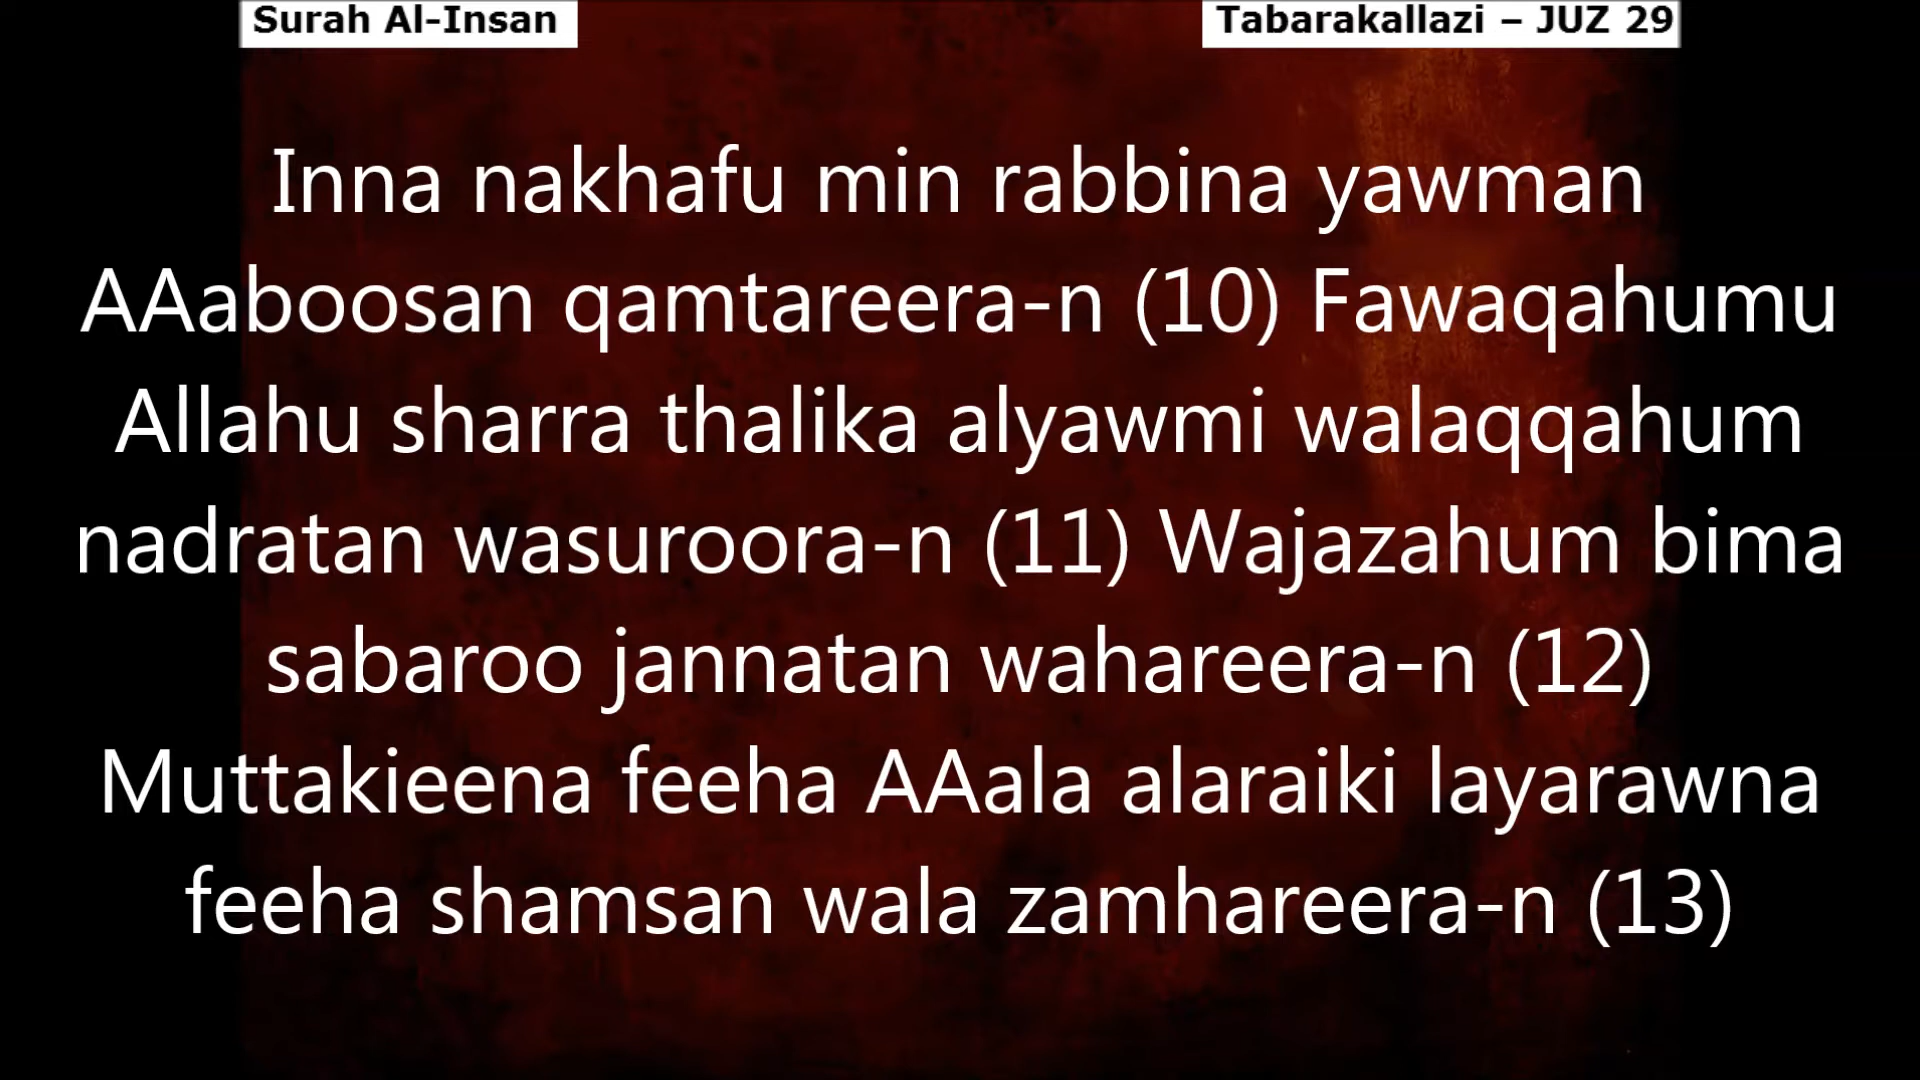 Surah Al-Insan
Tabarakallazi – JUZ 29
Inna nakhafu min rabbina yawman
AAaboosan qamtareera-n (10) Fawaqahumu
Allahu sharra thalika alyawmi walaqqahum
nadratan wasuroora-n (11) Wajazahum bima
sabaroo jannatan wahareera-n (12)
Muttakieena feeha AAala alaraiki layarawna
feeha shamsan wala zamhareera-n (13)